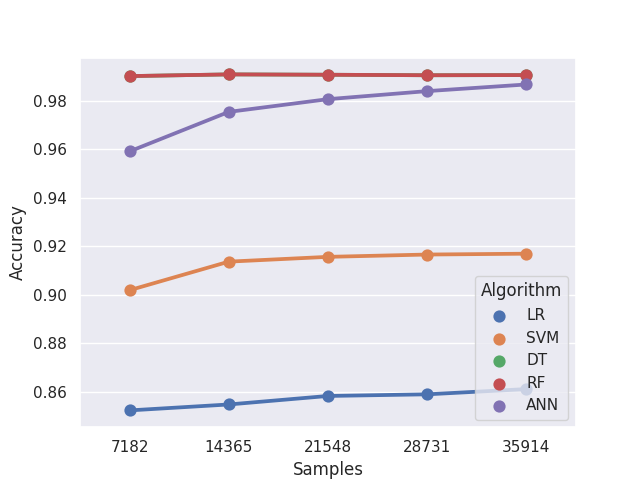 0.98
0.96
0.94
0.92
0.90
0.88
0.86
Accuracy
Algorithm
LR
SVM
DT
RF
ANN
7182 14365 21548 28731 35914
Samples